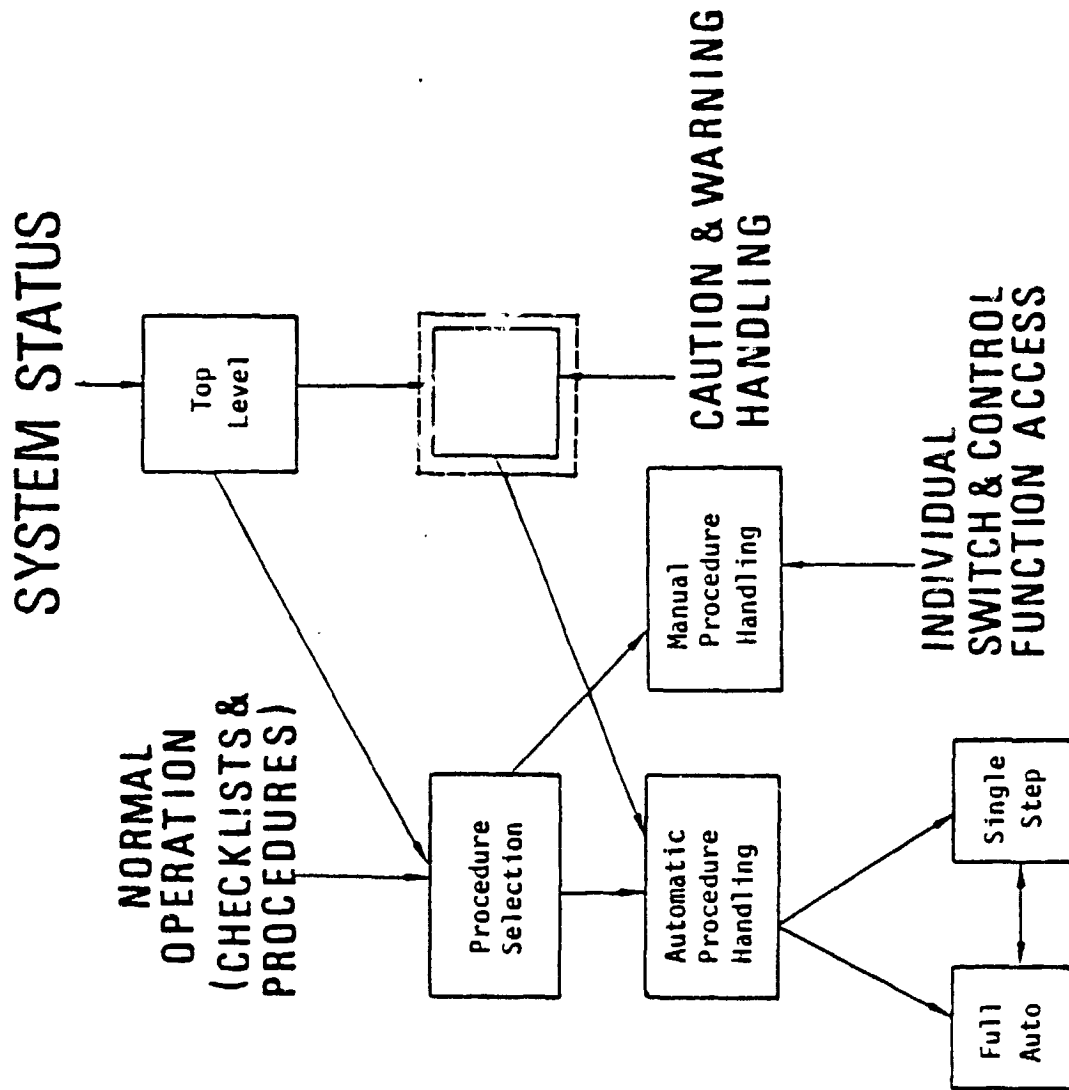 SYSTEM STATUS
Top
Level
NORMAL
OPERATION
(CHECKLISTS &
PROCEDURES)
Procedure
Selection
CAUTION & WARNING
HANDLING
Manual
Procedure
Handling
Automatic
Procedure
Handling
INDIVIDUAL
SWITCH & CONTROL
FUNCTION ACCESS
Full
Auto
Single
Step